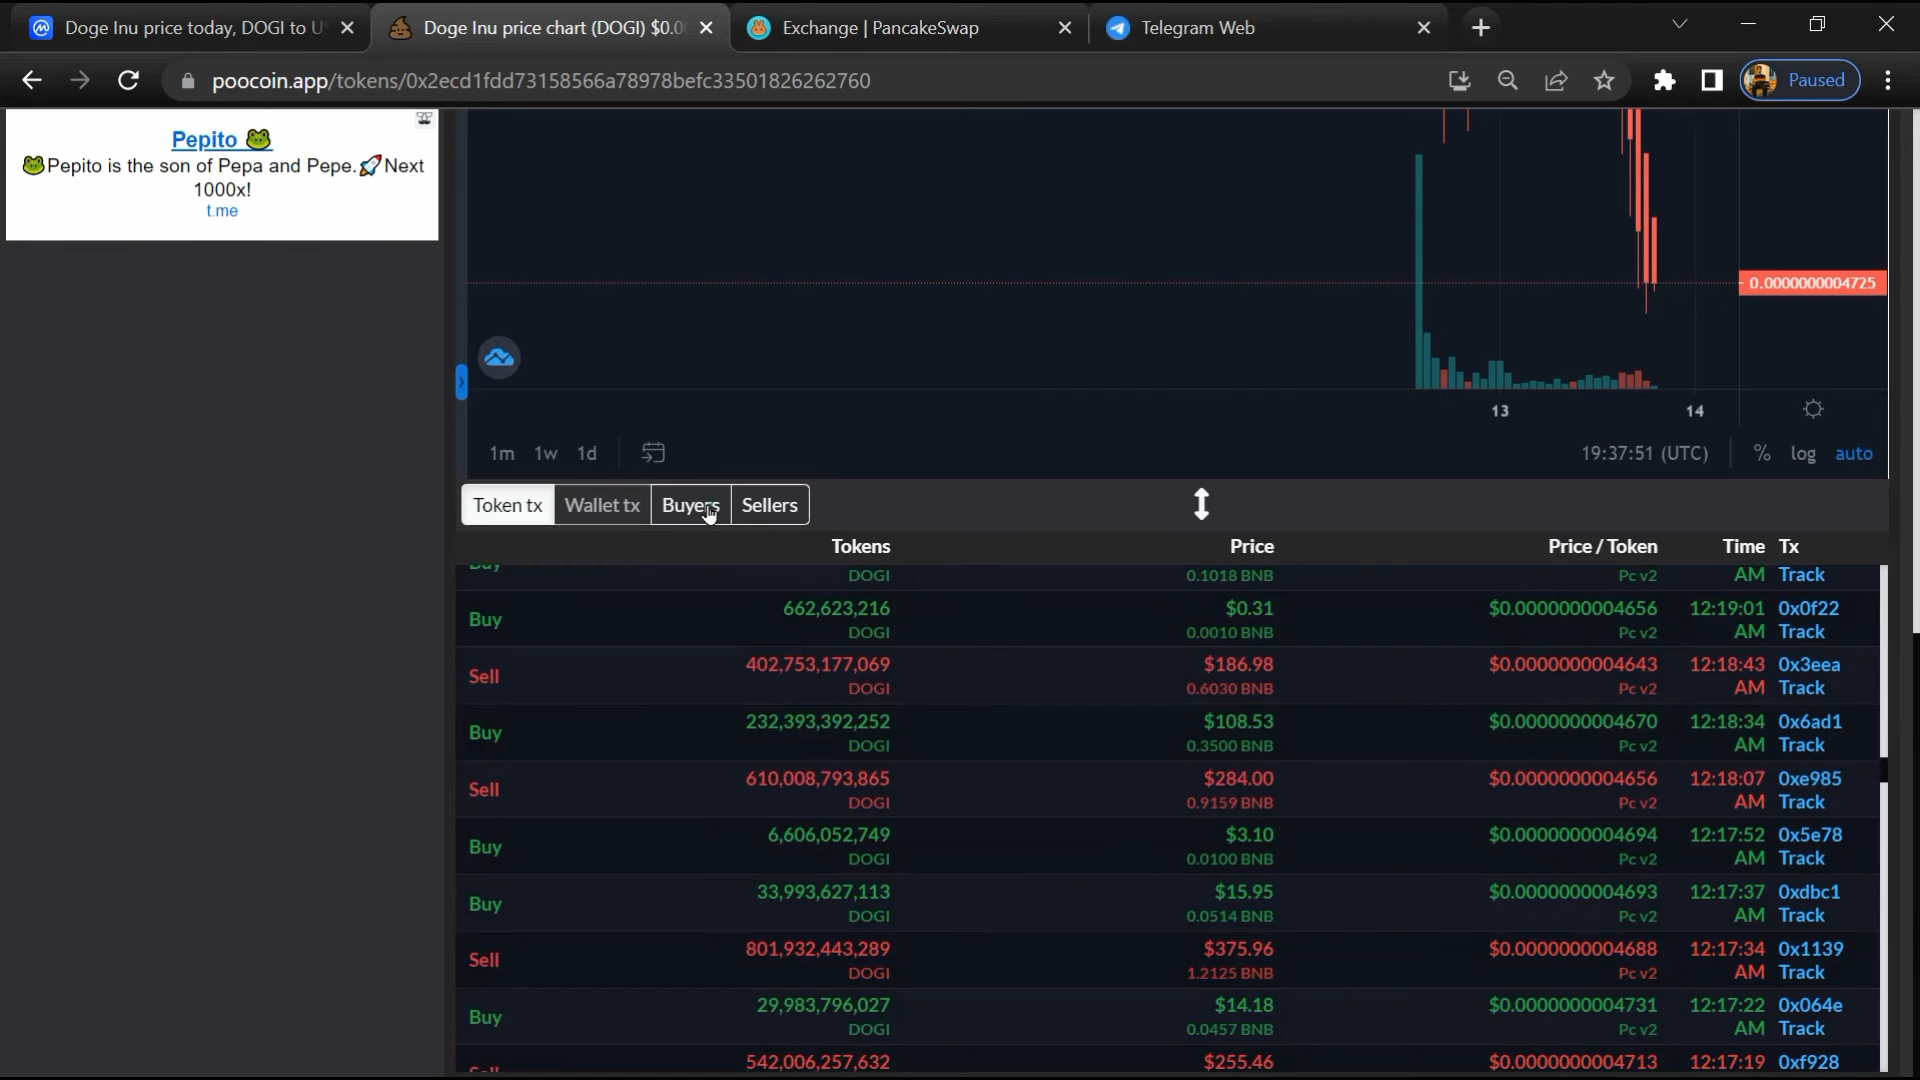 Doge Inu price today, DOGI to U
Doge Inu price chart (DOGI) $0.0
Exchange | PancakeSwap
Telegram Web
poocoin.app/tokens/0x2ecd1fdd73158566a78978befc33501826262760
Paused
Pepito 🐸
🐸Pepito is the son of Pepa and Pepe.🚀Next
1000x!
t.me
0.0000000004725
13 14
1m 1w 1d 19:37:51 (UTC) % log auto
Token tx Wallet tx Buyers Sellers
Tokens Price Price / Token Time Tx
Buy DOGI 0.1018 BNB Pc v2 AM Track
Buy 662,623,216 $0.31 $0.0000000004656 12:19:01 0x0f22
DOGI 0.0010 BNB Pc v2 AM Track
Sell 402,753,177,069 $186.98 $0.0000000004643 12:18:43 0x3eea
DOGI 0.6030 BNB Pc v2 AM Track
Buy 232,393,392,252 $108.53 $0.0000000004670 12:18:34 0x6ad1
DOGI 0.3500 BNB Pc v2 AM Track
Sell 610,008,793,865 $284.00 $0.0000000004656 12:18:07 0xe985
DOGI 0.9159 BNB Pc v2 AM Track
Buy 6,606,052,749 $3.10 $0.0000000004694 12:17:52 0x5e78
DOGI 0.0100 BNB Pc v2 AM Track
Buy 33,993,627,113 $15.95 $0.0000000004693 12:17:37 0xdbc1
DOGI 0.0514 BNB Pc v2 AM Track
Sell 801,932,443,289 $375.96 $0.0000000004688 12:17:34 0x1139
DOGI 1.2125 BNB Pc v2 AM Track
Buy 29,983,796,027 $14.18 $0.0000000004731 12:17:22 0x064e
DOGI 0.0457 BNB Pc v2 AM Track
Sell 542,006,257,632 $255.46 $0.0000000004713 12:17:19 0xf928